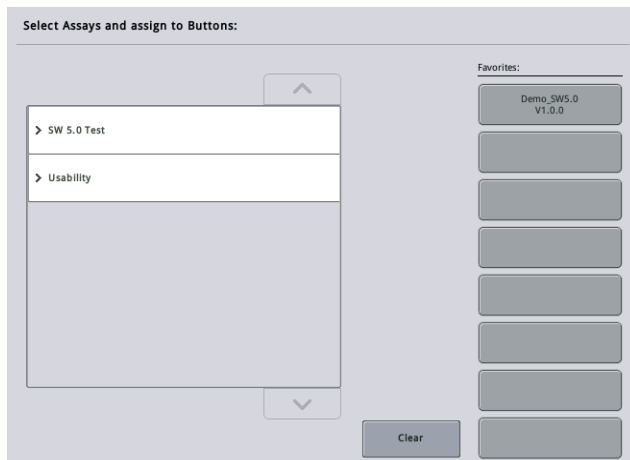 Select Assays and assign to Buttons:
Favorites:
Demo_SW5.0
V1.0.0
SW 5.0 Test
Usability
Clear